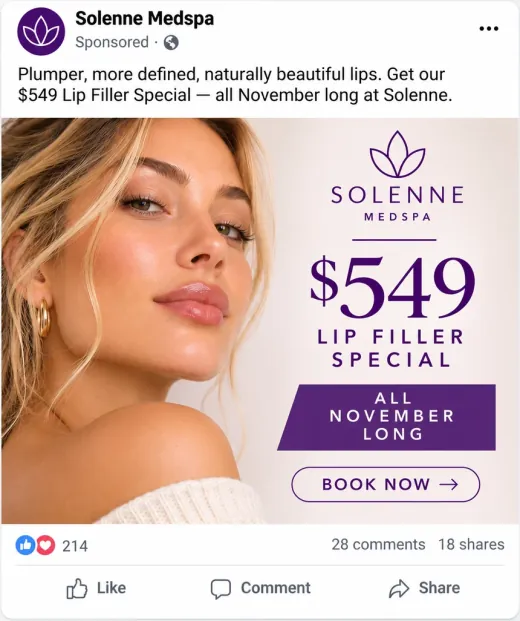 Solenne Medspa
Sponsored ·
Plumper, more defined, naturally beautiful lips. Get our
$549 Lip Filler Special — all November long at Solenne.
SOLENNE
MEDSPA
$549
LIP FILLER
SPECIAL
ALL
NOVEMBER
LONG
BOOK NOW →
214
28 comments 18 shares
Like Comment Share